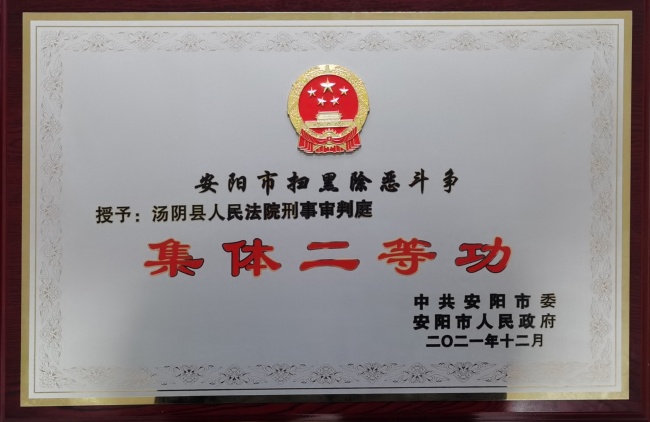 安阳市扫黑除恶斗争
授予：汤阴县人民法院刑事审判庭
集体二等功
中共安阳市委
安阳市人民政府
二〇二一年十二月